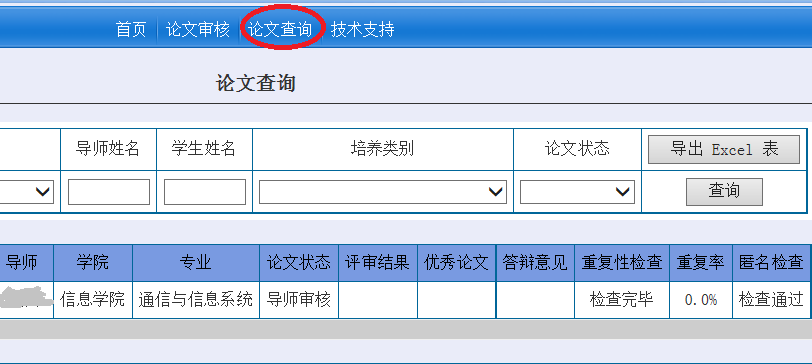 首页 论文审核 论文查询 技术支持
论文查询
导师姓名 学生姓名 培养类别 论文状态 导出 Excel 表
查询
导师 学院 专业 论文状态 评审结果 优秀论文 答辩意见 重复性检查 重复率 匿名检查
信息学院 通信与信息系统 导师审核 检查完毕 0.0% 检查通过